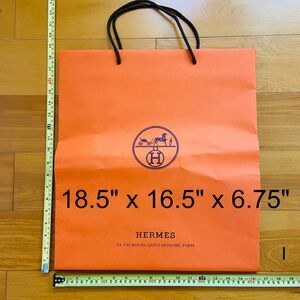 H
18.5" x 16.5" x 6.75"
HERMES
24, FAUBOURG SAINT-HONORÉ, PARIS
I